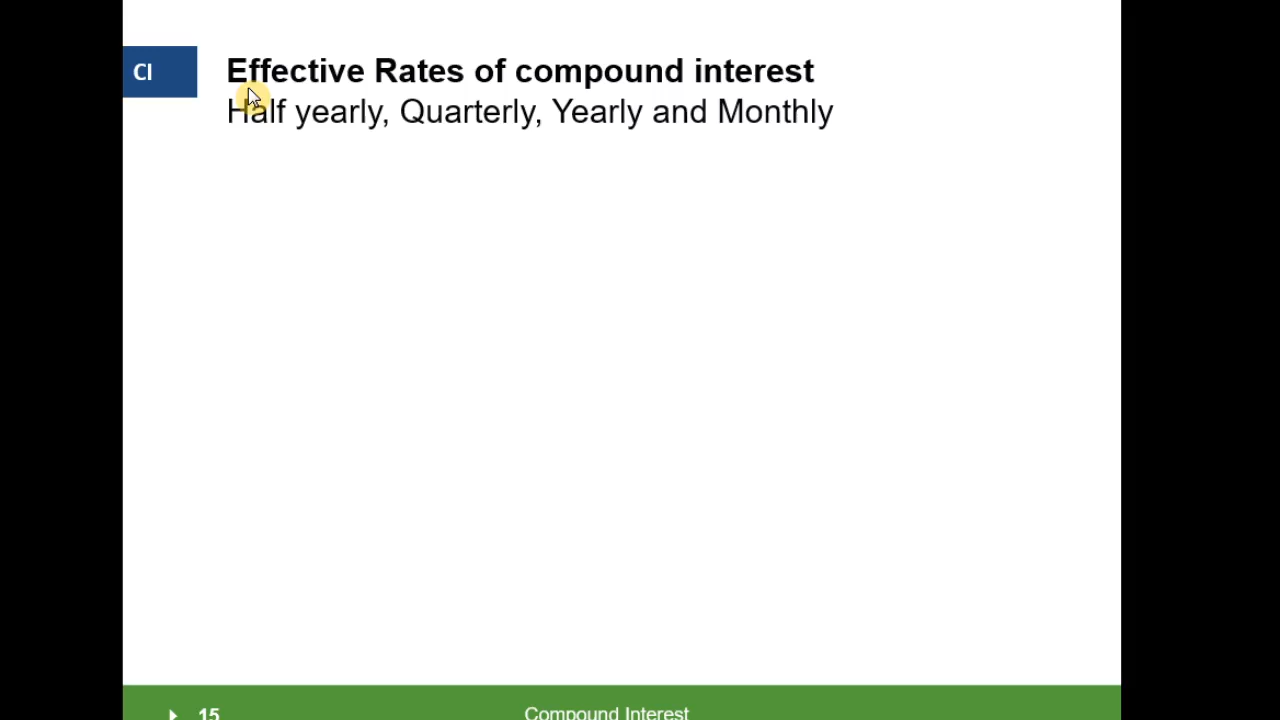 CI
Effective Rates of compound interest
Half yearly, Quarterly, Yearly and Monthly
15
Compound Interest